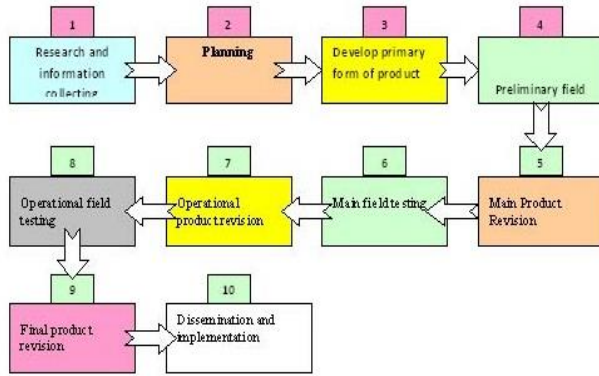 1
Research and
information
collecting
2
Planning
3
Develop primary
form of product
4
Preliminary field
5
Main Product
Revision
6
Main field testing
7
Operational
product revision
8
Operational field
testing
9
Final product
revision
10
Dissemination and
implementation